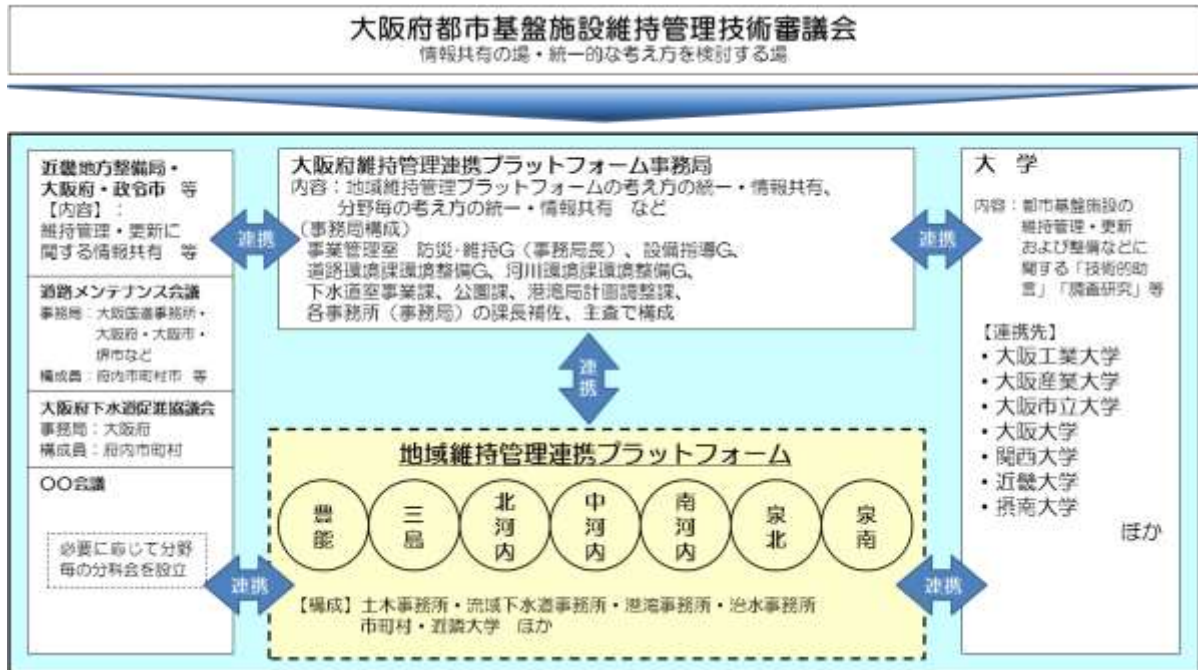 大阪府都市基盤施設維持管理技術審議会
情報共有の場・統一的な考え方を検討する場
近畿地方整備局・
大阪府・政令市 等
【内容】:
維持管理・更新に
関する情報共有 等
道路メンテナンス会議
事務局:大阪国道事務所・
大阪府・大阪市・
堺市など
構成員:府内市町村市 等
大阪府下水道促進協議会
事務局:大阪府
構成員:府内市町村
〇〇会議
必要に応じて分野
毎の分科会を設立
連携
大阪府維持管理連携プラットフォーム事務局
内容:地域維持管理プラットフォームの考え方の統一・情報共有、
分野毎の考え方の統一・情報共有 など
(事務局構成)
事業管理室 防災・維持G(事務局長)、設備指導G、
道路環境課環境整備G、河川環境課環境整備G、
下水道室事業課、公園課、港湾局計画調整課、
各事務所(事務局)の課長補佐、主査で構成
連携
連携
地域維持管理連携プラットフォーム
豊能
三島
北河内
中河内
南河内
泉北
泉南
【構成】土木事務所・流域下水道事務所・港湾事務所・治水事務所
市町村・近隣大学 ほか
連携
連携
大 学
内容:都市基盤施設の
維持管理・更新
および整備などに
関する「技術的助
言」「調査研究」等
【連携先】
・大阪工業大学
・大阪産業大学
・大阪市立大学
・大阪大学
・関西大学
・近畿大学
・摂南大学
ほか